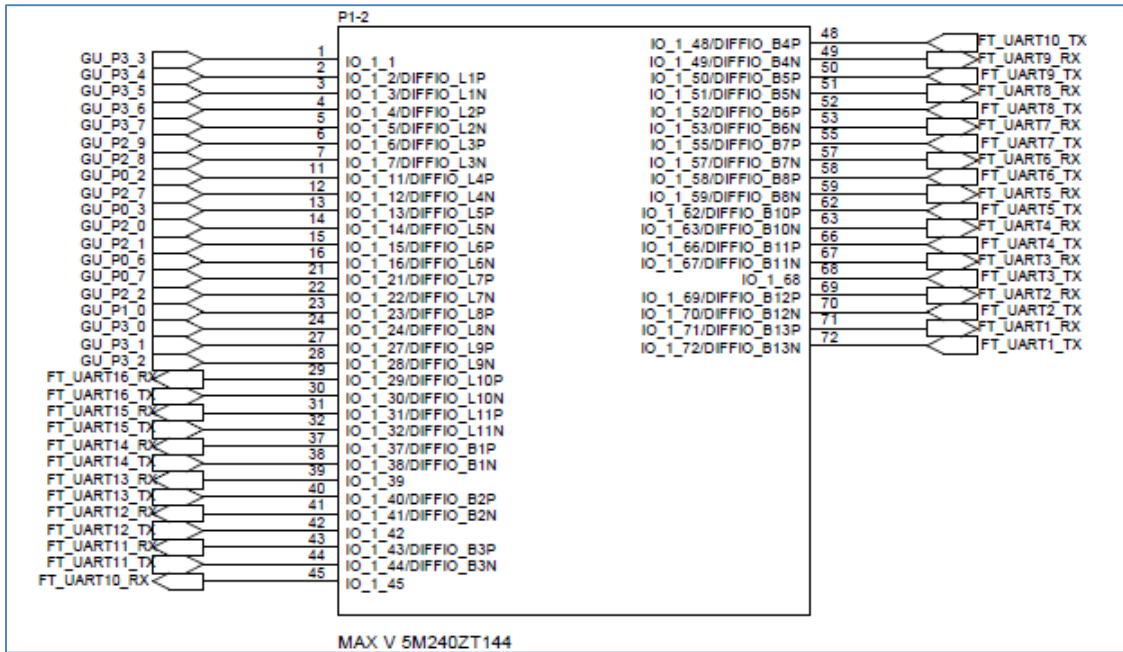 P1-2
GU_P3_3 1 IO_1_1
GU_P3_4 2 IO_1_2/DIFFIO_L1P
GU_P3_5 3 IO_1_3/DIFFIO_L1N
GU_P3_6 4 IO_1_4/DIFFIO_L2P
GU_P3_7 5 IO_1_5/DIFFIO_L2N
GU_P2_9 6 IO_1_6/DIFFIO_L3P
GU_P2_8 7 IO_1_7/DIFFIO_L3N
GU_P0_2 11 IO_1_11/DIFFIO_L4P
GU_P2_7 12 IO_1_12/DIFFIO_L4N
GU_P0_3 13 IO_1_13/DIFFIO_L5P
GU_P2_0 14 IO_1_14/DIFFIO_L5N
GU_P2_1 15 IO_1_15/DIFFIO_L6P
GU_P0_6 16 IO_1_16/DIFFIO_L6N
GU_P0_7 21 IO_1_21/DIFFIO_L7P
GU_P2_2 22 IO_1_22/DIFFIO_L7N
GU_P1_0 23 IO_1_23/DIFFIO_L8P
GU_P3_0 24 IO_1_24/DIFFIO_L8N
GU_P3_1 27 IO_1_27/DIFFIO_L9P
GU_P3_2 28 IO_1_28/DIFFIO_L9N
FT_UART16_RX 29 IO_1_29/DIFFIO_L10P
FT_UART16_TX 30 IO_1_30/DIFFIO_L10N
FT_UART15_RX 31 IO_1_31/DIFFIO_L11P
FT_UART15_TX 32 IO_1_32/DIFFIO_L11N
FT_UART14_RX 37 IO_1_37/DIFFIO_B1P
FT_UART14_TX 38 IO_1_38/DIFFIO_B1N
FT_UART13_RX 39 IO_1_39
FT_UART13_TX 40 IO_1_40/DIFFIO_B2P
FT_UART12_RX 41 IO_1_41/DIFFIO_B2N
FT_UART12_TX 42 IO_1_42
FT_UART11_RX 43 IO_1_43/DIFFIO_B3P
FT_UART11_TX 44 IO_1_44/DIFFIO_B3N
FT_UART10_RX 45 IO_1_45
IO_1_48/DIFFIO_B4P 48 FT_UART10_TX
IO_1_49/DIFFIO_B4N 49 FT_UART9_RX
IO_1_50/DIFFIO_B5P 50 FT_UART9_TX
IO_1_51/DIFFIO_B5N 51 FT_UART8_RX
IO_1_52/DIFFIO_B6P 52 FT_UART8_TX
IO_1_53/DIFFIO_B6N 53 FT_UART7_RX
IO_1_55/DIFFIO_B7P 55 FT_UART7_TX
IO_1_57/DIFFIO_B7N 57 FT_UART6_RX
IO_1_58/DIFFIO_B8P 58 FT_UART6_TX
IO_1_59/DIFFIO_B8N 59 FT_UART5_RX
IO_1_62/DIFFIO_B10P 62 FT_UART5_TX
IO_1_63/DIFFIO_B10N 63 FT_UART4_RX
IO_1_66/DIFFIO_B11P 66 FT_UART4_TX
IO_1_67/DIFFIO_B11N 67 FT_UART3_RX
IO_1_68 68 FT_UART3_TX
IO_1_69/DIFFIO_B12P 69 FT_UART2_RX
IO_1_70/DIFFIO_B12N 70 FT_UART2_TX
IO_1_71/DIFFIO_B13P 71 FT_UART1_RX
IO_1_72/DIFFIO_B13N 72 FT_UART1_TX
MAX V 5M240ZT144